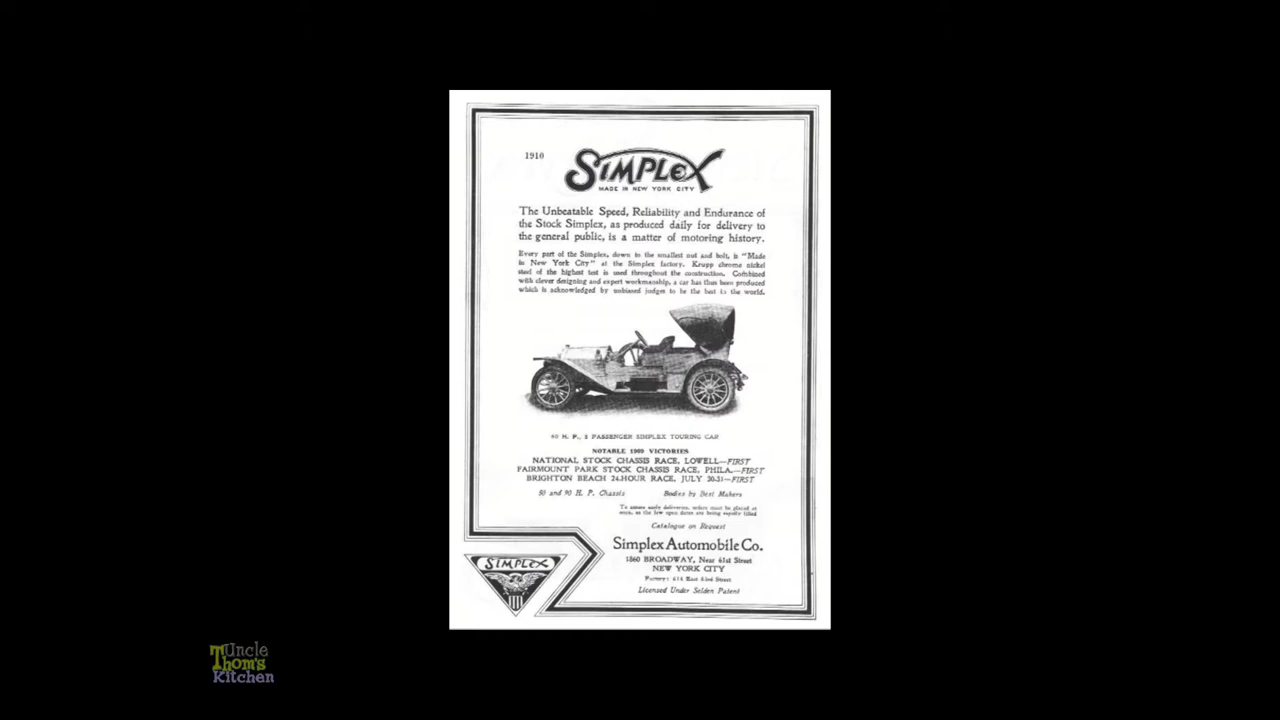 1910
SIMPLEX
MADE IN NEW YORK CITY
The Unbeatable Speed, Reliability and Endurance of
the Stock Simplex, as produced daily for delivery to
the general public, is a matter of motoring history.
Every part of the Simplex, down to the smallest nut and bolt, is "Made
in New York City" at the Simplex factory. Krupp chrome nickel
steel of the highest test is used throughout the construction. Combined
with clever designing and expert workmanship, a car has thus been produced
which is acknowledged by unbiased judges to be the best in the world.
60 H. P., 5 PASSENGER SIMPLEX TOURING CAR
NOTABLE 1909 VICTORIES
NATIONAL STOCK CHASSIS RACE, LOWELL—FIRST
FAIRMOUNT PARK STOCK CHASSIS RACE, PHILA.—FIRST
BRIGHTON BEACH 24-HOUR RACE, JULY 30-31—FIRST
50 and 90 H. P. Chassis Bodies by Best Makers
To assure early deliveries, orders must be placed at
once, as the few open dates are being rapidly filled
Catalogue on Request
Simplex Automobile Co.
1860 BROADWAY, Near 61st Street
NEW YORK CITY
Factory: 614 East 83rd Street
Licensed Under Selden Patent
SIMPLEX
Uncle
Thom's
Kitchen